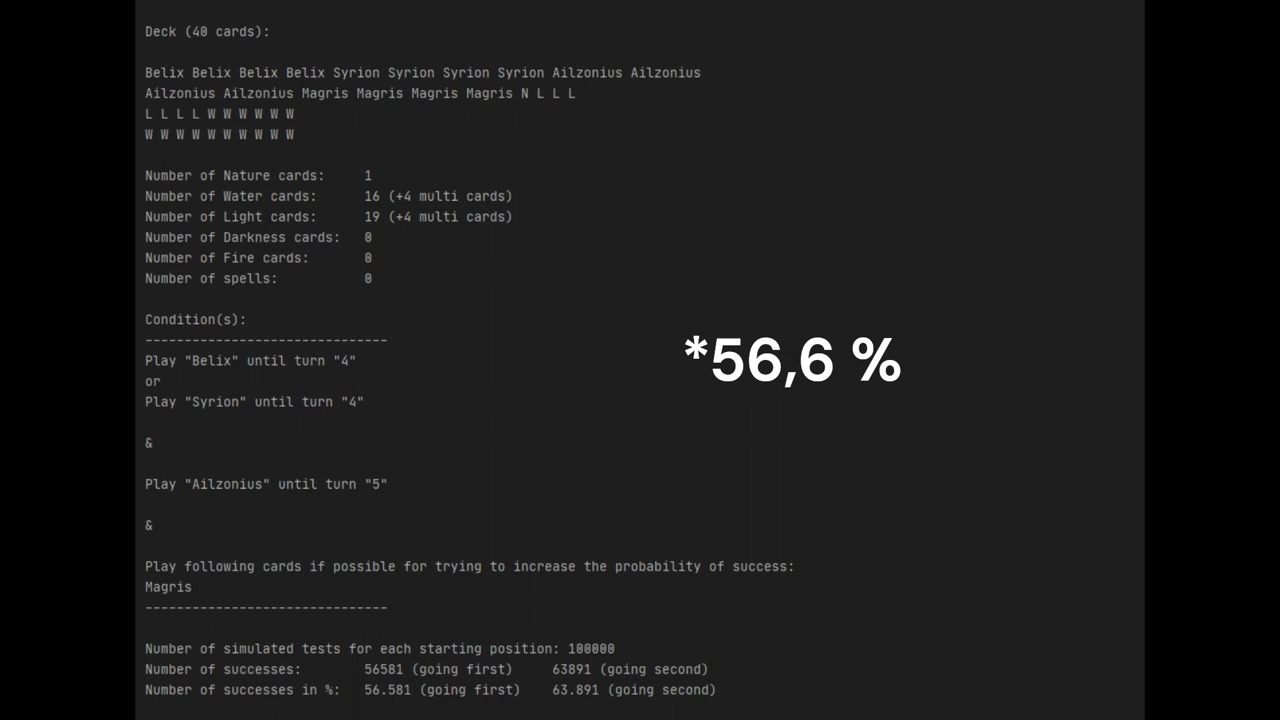 Deck (40 cards):
Belix Belix Belix Belix Syrion Syrion Syrion Syrion Ailzonius Ailzonius
Ailzonius Ailzonius Magris Magris Magris Magris N L L L
L L L L W W W W W W
W W W W W W W W W W
Number of Nature cards: 1
Number of Water cards: 16 (+4 multi cards)
Number of Light cards: 19 (+4 multi cards)
Number of Darkness cards: 0
Number of Fire cards: 0
Number of spells: 0
Condition(s):
-------------------------------
Play "Belix" until turn "4"
or
Play "Syrion" until turn "4"
&
Play "Ailzonius" until turn "5"
&
Play following cards if possible for trying to increase the probability of success:
Magris
-------------------------------
Number of simulated tests for each starting position: 100000
Number of successes: 56581 (going first) 63891 (going second)
Number of successes in %: 56.581 (going first) 63.891 (going second)
*56,6 %